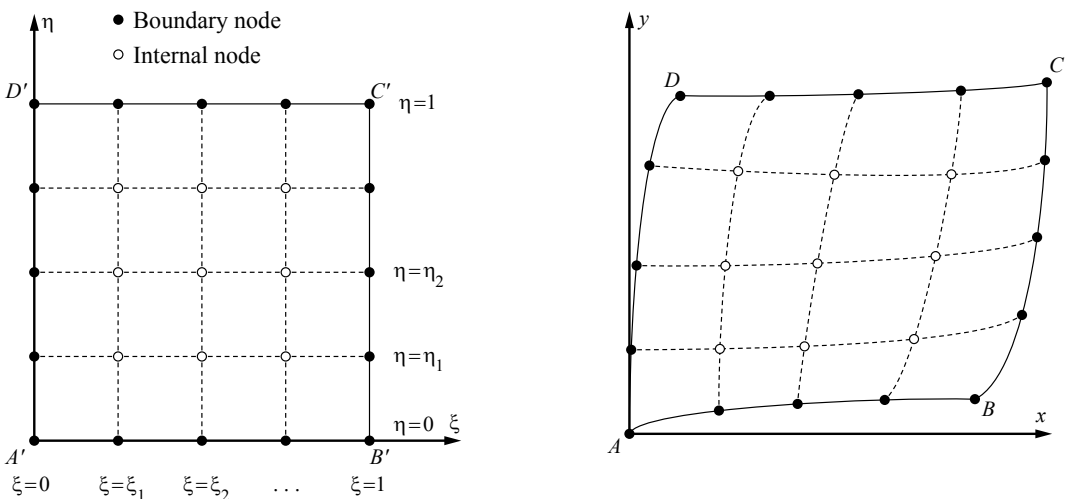 η
Boundary node
Internal node
D′
C′
η=1
η=η₂
η=η₁
η=0
ξ
A′
B′
ξ=0
ξ=ξ₁
ξ=ξ₂
...
ξ=1
y
D
C
B
x
A